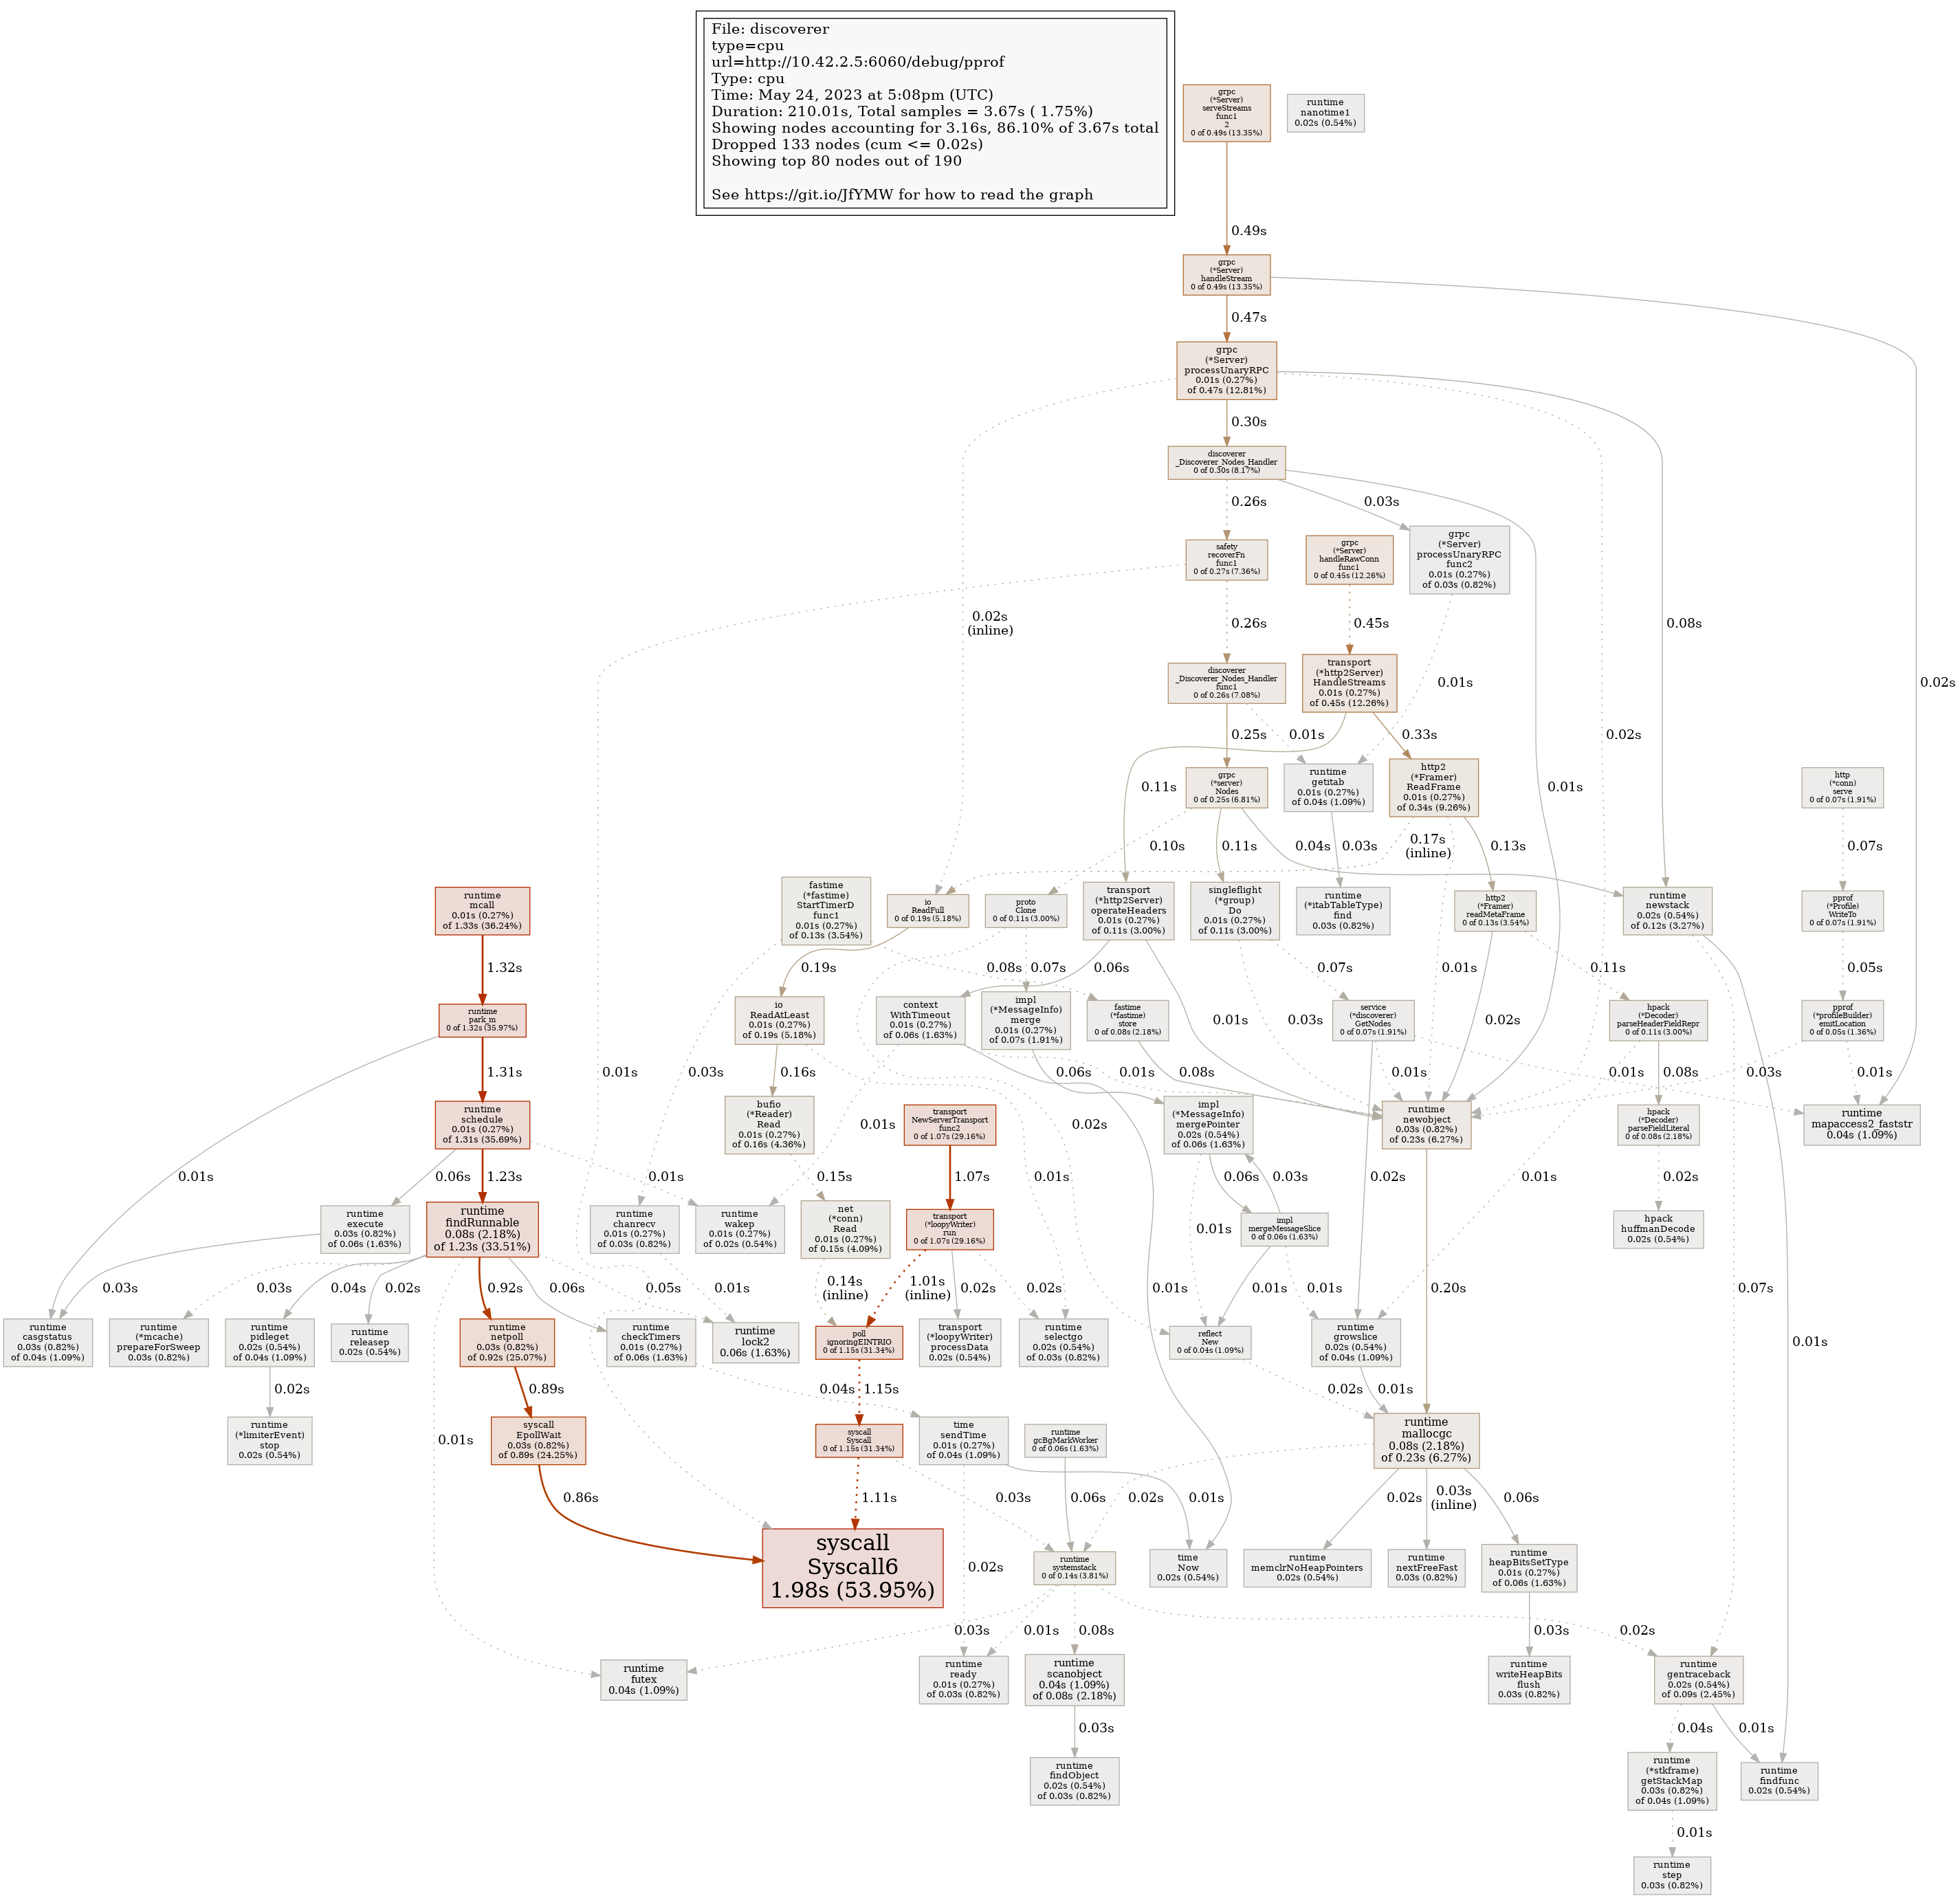 File: discoverer
type=cpu
url=http://10.42.2.5:6060/debug/pprof
Type: cpu
Time: May 24, 2023 at 5:08pm (UTC)
Duration: 210.01s, Total samples = 3.67s ( 1.75%)
Showing nodes accounting for 3.16s, 86.10% of 3.67s total
Dropped 133 nodes (cum <= 0.02s)
Showing top 80 nodes out of 190
See https://git.io/JfYMW for how to read the graph
grpc
(*Server)
serveStreams
func1
2
0 of 0.49s (13.35%)
runtime
nanotime1
0.02s (0.54%)
0.49s
grpc
(*Server)
handleStream
0 of 0.49s (13.35%)
0.47s
grpc
(*Server)
processUnaryRPC
0.01s (0.27%)
of 0.47s (12.81%)
0.30s
discoverer
_Discoverer_Nodes_Handler
0 of 0.30s (8.17%)
0.26s
0.03s
safety
recoverFn
func1
0 of 0.27s (7.36%)
grpc
(*Server)
handleRawConn
func1
0 of 0.45s (12.26%)
grpc
(*Server)
processUnaryRPC
func2
0.01s (0.27%)
of 0.03s (0.82%)
0.02s
(inline)
0.26s
0.45s
0.08s
discoverer
_Discoverer_Nodes_Handler
func1
0 of 0.26s (7.08%)
transport
(*http2Server)
HandleStreams
0.01s (0.27%)
of 0.45s (12.26%)
0.01s
0.02s
0.25s
0.01s
0.33s
0.02s
grpc
(*server)
Nodes
0 of 0.25s (6.81%)
runtime
getitab
0.01s (0.27%)
of 0.04s (1.09%)
http2
(*Framer)
ReadFrame
0.01s (0.27%)
of 0.34s (9.26%)
http
(*conn)
serve
0 of 0.07s (1.91%)
0.01s
0.11s
0.10s
0.11s
0.04s
0.03s
0.17s
(inline)
0.13s
0.07s
runtime
mcall
0.01s (0.27%)
of 1.33s (36.24%)
fastime
(*fastime)
StartTimerD
func1
0.01s (0.27%)
of 0.13s (3.54%)
io
ReadFull
0 of 0.19s (5.18%)
proto
Clone
0 of 0.11s (3.00%)
transport
(*http2Server)
operateHeaders
0.01s (0.27%)
of 0.11s (3.00%)
singleflight
(*group)
Do
0.01s (0.27%)
of 0.11s (3.00%)
runtime
(*itabTableType)
find
0.03s (0.82%)
http2
(*Framer)
readMetaFrame
0 of 0.13s (3.54%)
runtime
newstack
0.02s (0.54%)
of 0.12s (3.27%)
pprof
(*Profile)
WriteTo
0 of 0.07s (1.91%)
1.32s
0.19s
0.08s
0.07s
0.06s
0.07s
0.01s
0.11s
0.05s
runtime
park_m
0 of 1.32s (35.97%)
io
ReadAtLeast
0.01s (0.27%)
of 0.19s (5.18%)
context
WithTimeout
0.01s (0.27%)
of 0.06s (1.63%)
impl
(*MessageInfo)
merge
0.01s (0.27%)
of 0.07s (1.91%)
fastime
(*fastime)
store
0 of 0.08s (2.18%)
service
(*discoverer)
GetNodes
0 of 0.07s (1.91%)
hpack
(*Decoder)
parseHeaderFieldRepr
0 of 0.11s (3.00%)
pprof
(*profileBuilder)
emitLocation
0 of 0.05s (1.36%)
0.01s
0.03s
0.02s
1.31s
0.01s
0.03s
0.16s
0.06s
0.01s
0.08s
0.01s
0.01s
0.08s
0.03s
0.01s
runtime
schedule
0.01s (0.27%)
of 1.31s (35.69%)
bufio
(*Reader)
Read
0.01s (0.27%)
of 0.16s (4.36%)
transport
NewServerTransport
func2
0 of 1.07s (29.16%)
impl
(*MessageInfo)
mergePointer
0.02s (0.54%)
of 0.06s (1.63%)
runtime
newobject
0.03s (0.82%)
of 0.23s (6.27%)
hpack
(*Decoder)
parseFieldLiteral
0 of 0.08s (2.18%)
runtime
mapaccess2_faststr
0.04s (1.09%)
0.01s
0.02s
0.01s
0.06s
1.23s
0.01s
0.15s
1.07s
0.01s
0.06s
0.03s
0.02s
0.01s
0.02s
runtime
execute
0.03s (0.82%)
of 0.06s (1.63%)
runtime
findRunnable
0.08s (2.18%)
of 1.23s (33.51%)
runtime
chanrecv
0.01s (0.27%)
of 0.03s (0.82%)
runtime
wakep
0.01s (0.27%)
of 0.02s (0.54%)
net
(*conn)
Read
0.01s (0.27%)
of 0.15s (4.09%)
transport
(*loopyWriter)
run
0 of 1.07s (29.16%)
impl
mergeMessageSlice
0 of 0.06s (1.63%)
hpack
huffmanDecode
0.02s (0.54%)
0.01s
0.03s
0.03s
0.04s
0.02s
0.92s
0.06s
0.05s
0.01s
0.14s
(inline)
1.01s
(inline)
0.02s
0.02s
0.01s
0.01s
0.01s
0.20s
0.07s
runtime
casgstatus
0.03s (0.82%)
of 0.04s (1.09%)
runtime
(*mcache)
prepareForSweep
0.03s (0.82%)
runtime
pidleget
0.02s (0.54%)
of 0.04s (1.09%)
runtime
releasep
0.02s (0.54%)
runtime
netpoll
0.03s (0.82%)
of 0.92s (25.07%)
runtime
checkTimers
0.01s (0.27%)
of 0.06s (1.63%)
runtime
lock2
0.06s (1.63%)
poll
ignoringEINTRIO
0 of 1.15s (31.34%)
transport
(*loopyWriter)
processData
0.02s (0.54%)
runtime
selectgo
0.02s (0.54%)
of 0.03s (0.82%)
reflect
New
0 of 0.04s (1.09%)
runtime
growslice
0.02s (0.54%)
of 0.04s (1.09%)
0.01s
0.02s
0.89s
0.04s
1.15s
0.02s
0.01s
runtime
(*limiterEvent)
stop
0.02s (0.54%)
syscall
EpollWait
0.03s (0.82%)
of 0.89s (24.25%)
syscall
Syscall
0 of 1.15s (31.34%)
time
sendTime
0.01s (0.27%)
of 0.04s (1.09%)
runtime
gcBgMarkWorker
0 of 0.06s (1.63%)
runtime
mallocgc
0.08s (2.18%)
of 0.23s (6.27%)
0.01s
0.86s
1.11s
0.03s
0.06s
0.02s
0.01s
0.02s
0.03s
(inline)
0.06s
syscall
Syscall6
1.98s (53.95%)
0.02s
runtime
systemstack
0 of 0.14s (3.81%)
time
Now
0.02s (0.54%)
runtime
memclrNoHeapPointers
0.02s (0.54%)
runtime
nextFreeFast
0.03s (0.82%)
runtime
heapBitsSetType
0.01s (0.27%)
of 0.06s (1.63%)
0.03s
0.01s
0.08s
0.03s
0.02s
runtime
futex
0.04s (1.09%)
runtime
ready
0.01s (0.27%)
of 0.03s (0.82%)
runtime
scanobject
0.04s (1.09%)
of 0.08s (2.18%)
runtime
writeHeapBits
flush
0.03s (0.82%)
runtime
gentraceback
0.02s (0.54%)
of 0.09s (2.45%)
0.03s
0.04s
0.01s
runtime
findObject
0.02s (0.54%)
of 0.03s (0.82%)
runtime
(*stkframe)
getStackMap
0.03s (0.82%)
of 0.04s (1.09%)
runtime
findfunc
0.02s (0.54%)
0.01s
runtime
step
0.03s (0.82%)